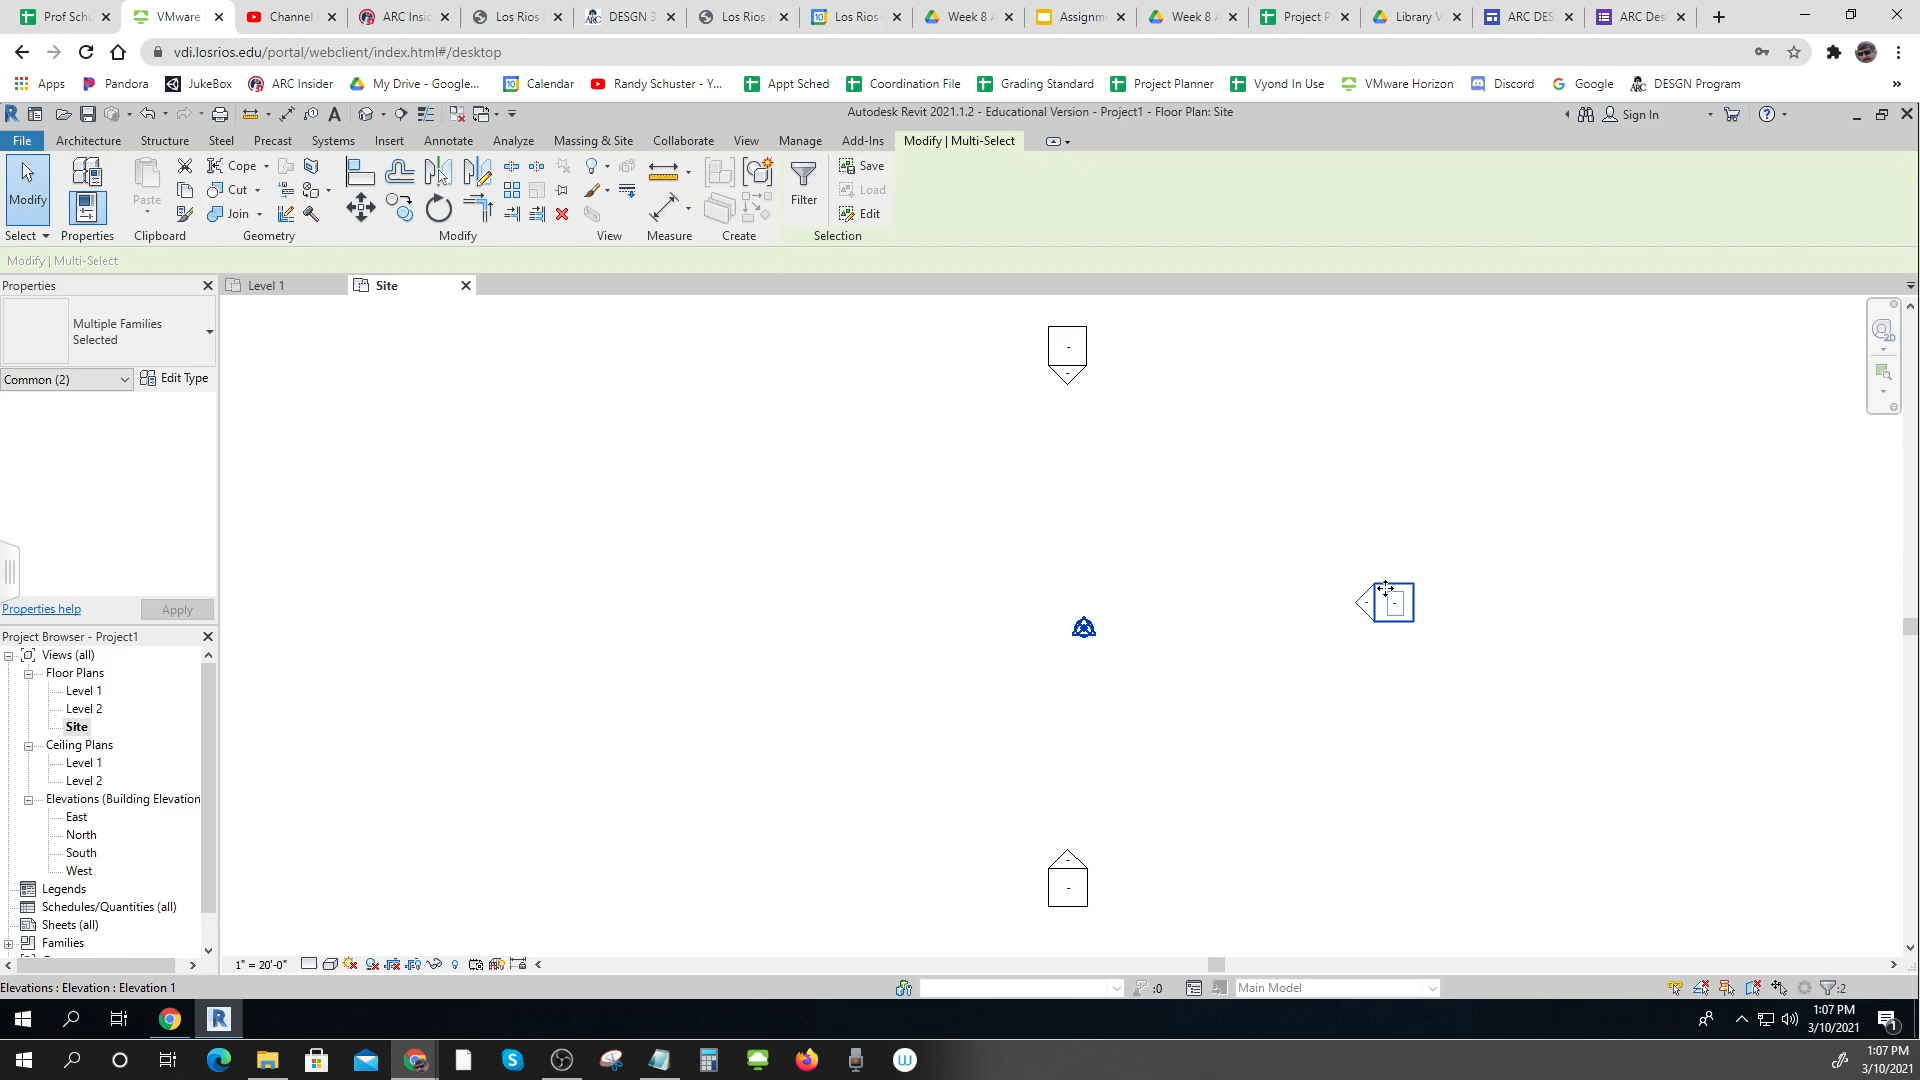 Prof Schu
VMware
Channel
ARC Insid
Los Rios
DESGN 3
Los Rios
Los Rios
Week 8 A
Assignm
Week 8 A
Project P
Library V
ARC DES
ARC Des
vdi.losrios.edu/portal/webclient/index.html#/desktop
Apps
Pandora
JukeBox
ARC Insider
My Drive - Google...
Calendar
Randy Schuster - Y...
Appt Sched
Coordination File
Grading Standard
Project Planner
Vyond In Use
VMware Horizon
Discord
Google
DESGN Program
Autodesk Revit 2021.1.2 - Educational Version - Project1 - Floor Plan: Site
Sign In
File
Architecture
Structure
Steel
Precast
Systems
Insert
Annotate
Analyze
Massing & Site
Collaborate
View
Manage
Add-Ins
Modify | Multi-Select
Modify
Paste
Cope
Cut
Join
Filter
Save
Load
Edit
Select
Properties
Clipboard
Geometry
Modify
View
Measure
Create
Selection
Modify | Multi-Select
Properties
Level 1
Site
Multiple Families
Selected
Common (2)
Edit Type
2D
Properties help
Apply
Project Browser - Project1
Views (all)
Floor Plans
Level 1
Level 2
Site
Ceiling Plans
Level 1
Level 2
Elevations (Building Elevation
East
North
South
West
Legends
Schedules/Quantities (all)
Sheets (all)
Families
1" = 20'-0"
Elevations : Elevation : Elevation 1
:0
Main Model
:2
1:07 PM
3/10/2021
1
1:07 PM
3/10/2021